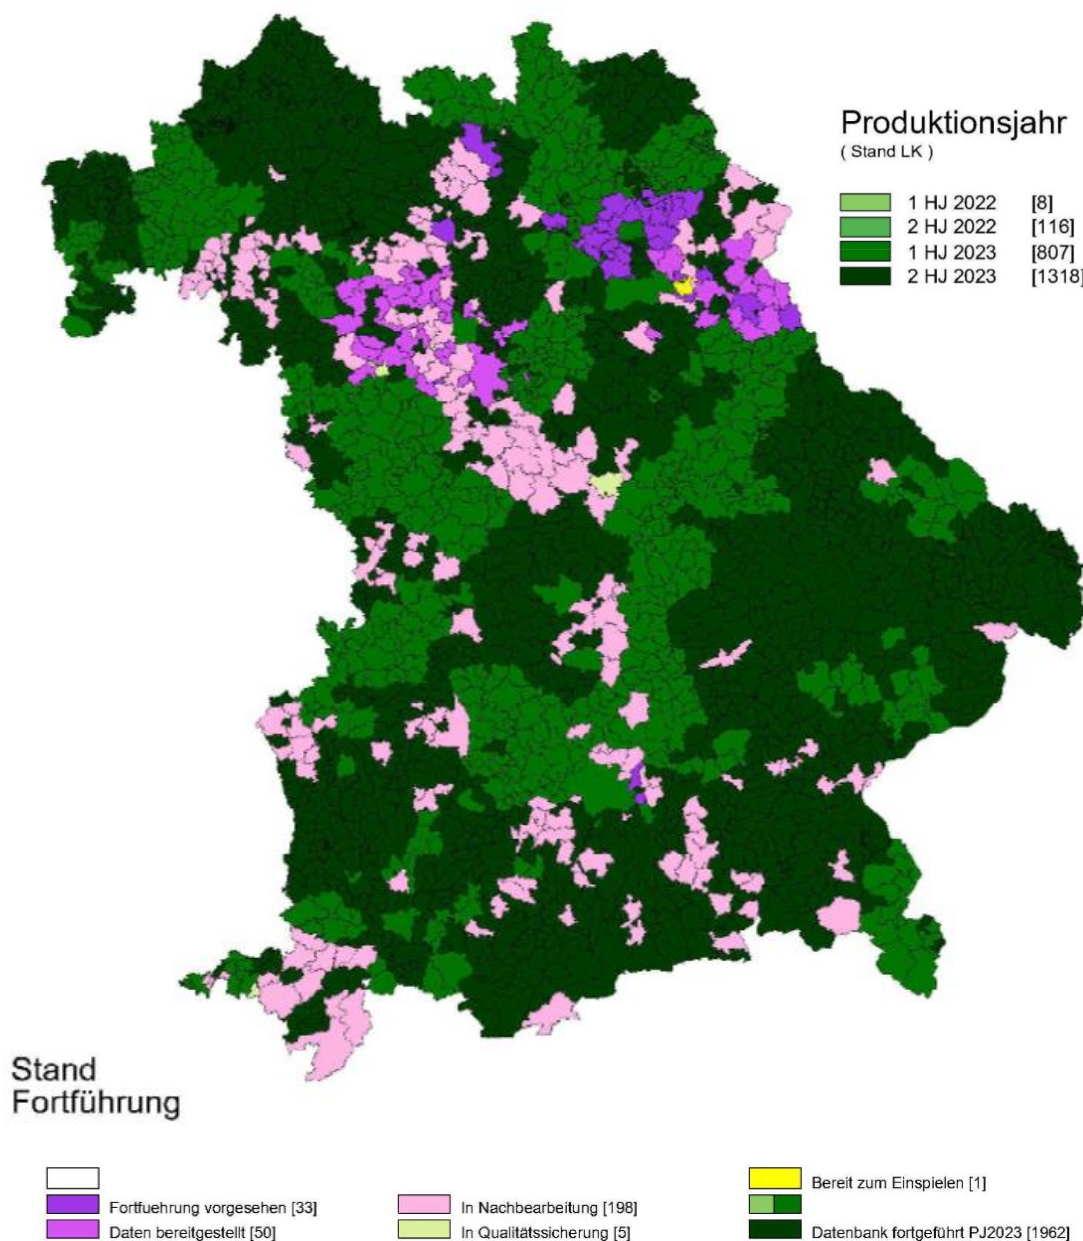 Produktionsjahr
( Stand LK )
1 HJ 2022 [8]
2 HJ 2022 [116]
1 HJ 2023 [807]
2 HJ 2023 [1318]
Stand
Fortführung
Bereit zum Einspielen [1]
Fortfuehrung vorgesehen [33] In Nachbearbeitung [198]
Daten bereitgestellt [50] In Qualitätssicherung [5] Datenbank fortgeführt PJ2023 [1962]